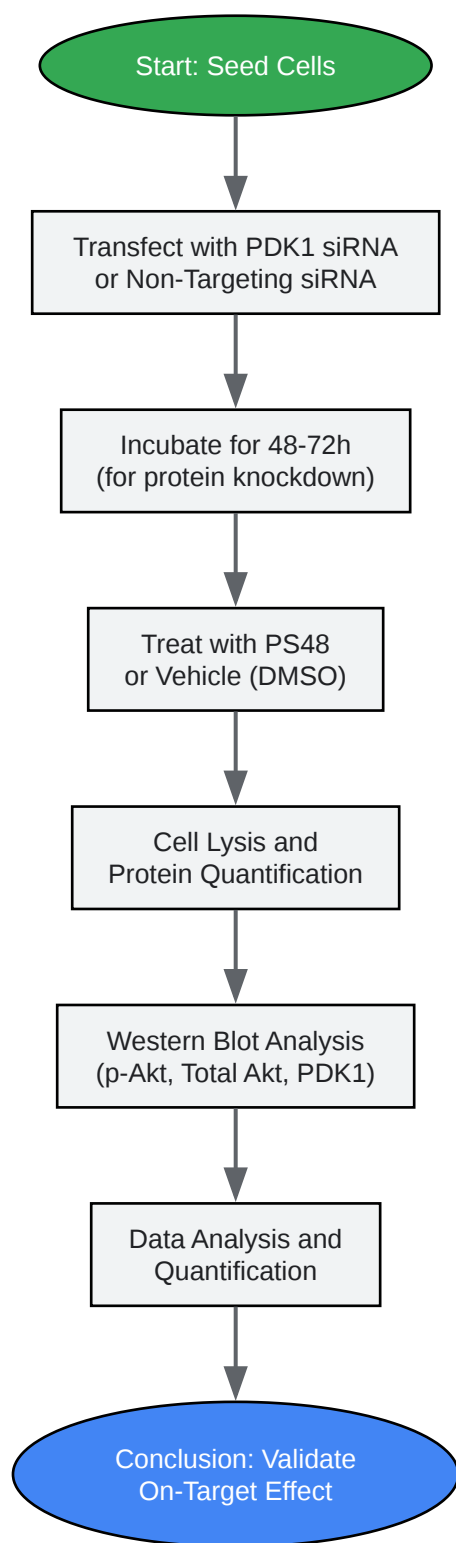 Start: Seed Cells
Transfect with PDK1 siRNA
or Non-Targeting siRNA
Incubate for 48-72h
(for protein knockdown)
Treat with PS48
or Vehicle (DMSO)
Cell Lysis and
Protein Quantification
Western Blot Analysis
(p-Akt, Total Akt, PDK1)
Data Analysis and
Quantification
Conclusion: Validate
On-Target Effect